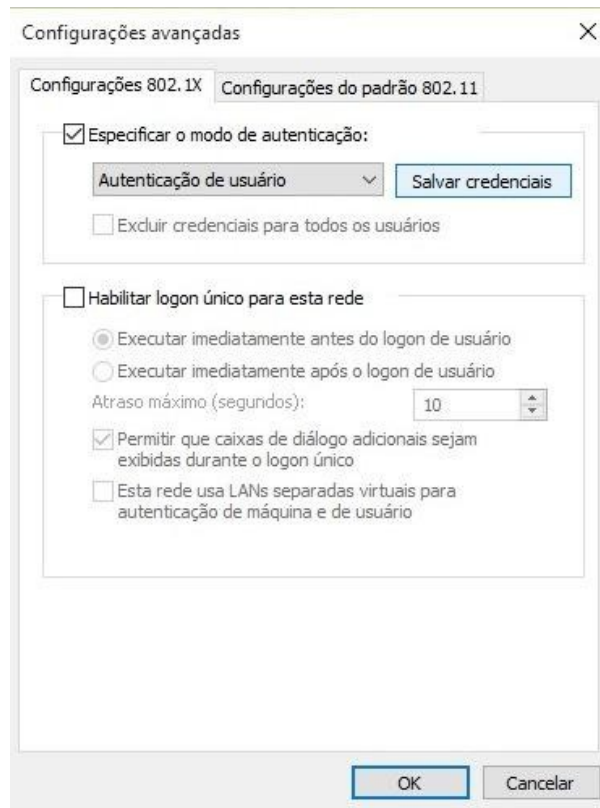 Configurações avançadas
Configurações 802.1X
Configurações do padrão 802.11
Especificar o modo de autenticação:
Autenticação de usuário
Salvar credenciais
Excluir credenciais para todos os usuários
Habilitar logon único para esta rede
Executar imediatamente antes do logon de usuário
Executar imediatamente após o logon de usuário
Atraso máximo (segundos):
10
Permitir que caixas de diálogo adicionais sejam
exibidas durante o logon único
Esta rede usa LANs separadas virtuais para
autenticação de máquina e de usuário
OK
Cancelar